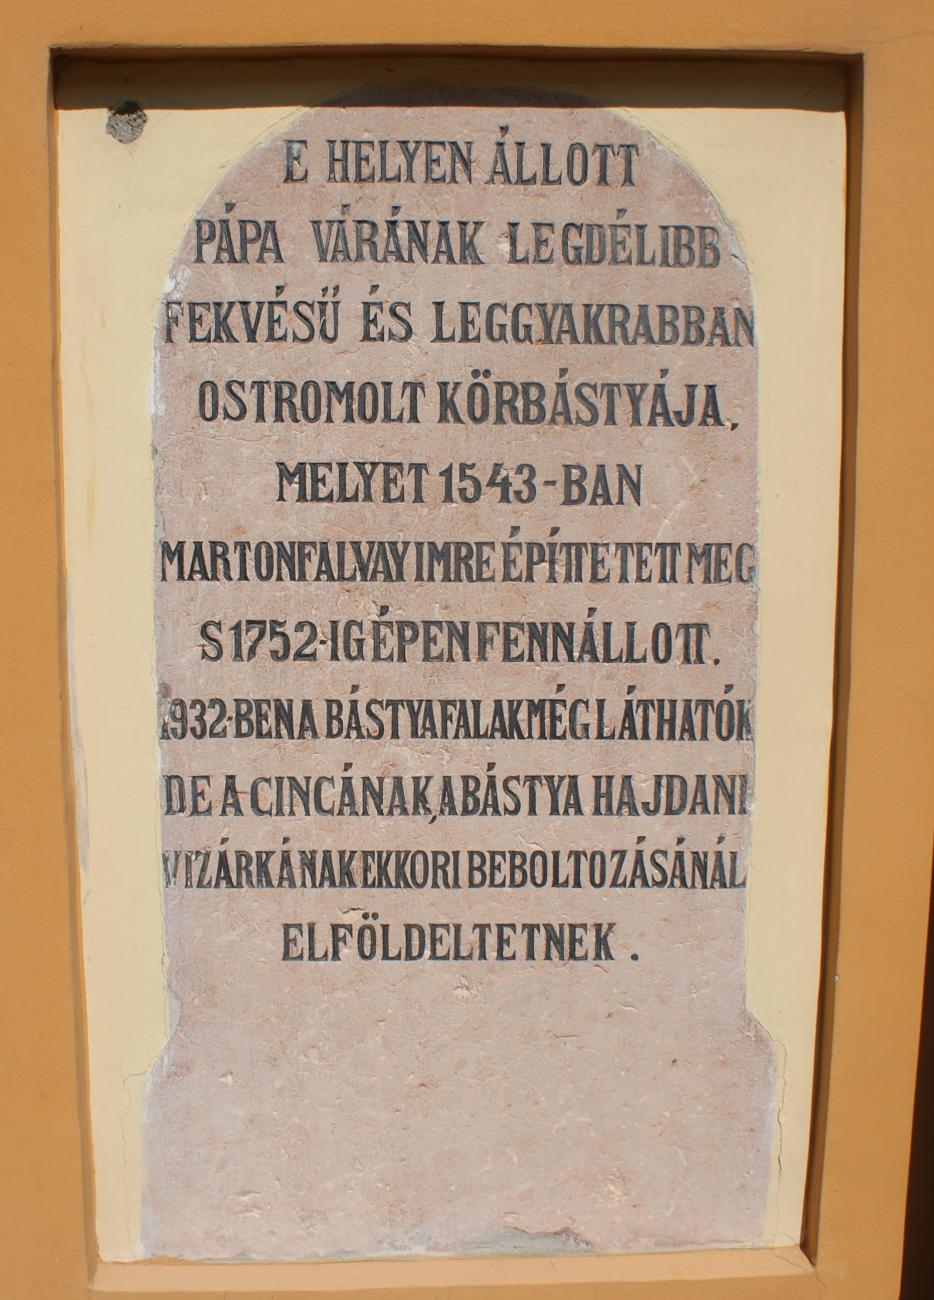 E HELYEN ÁLLOTT
PÁPA VÁRÁNAK LEGDÉLIBB
FEKVÉSŰ ÉS LEGGYAKRABBAN
OSTROMOLT KÖRBÁSTYÁJA,
MELYET 1543-BAN
MARTONFALVAY IMRE ÉPÍTTETETT MEG
S 1752-IG ÉPEN FENNÁLLOTT.
1932-BEN A BÁSTYAFALAK MÉG LÁTHATÓK
DE A CINCÁNAK, A BÁSTYA HAJDANI
VIZÁRKÁNAK EKKORI BEBOLTOZÁSÁNÁL
ELFÖLDELTETNEK.